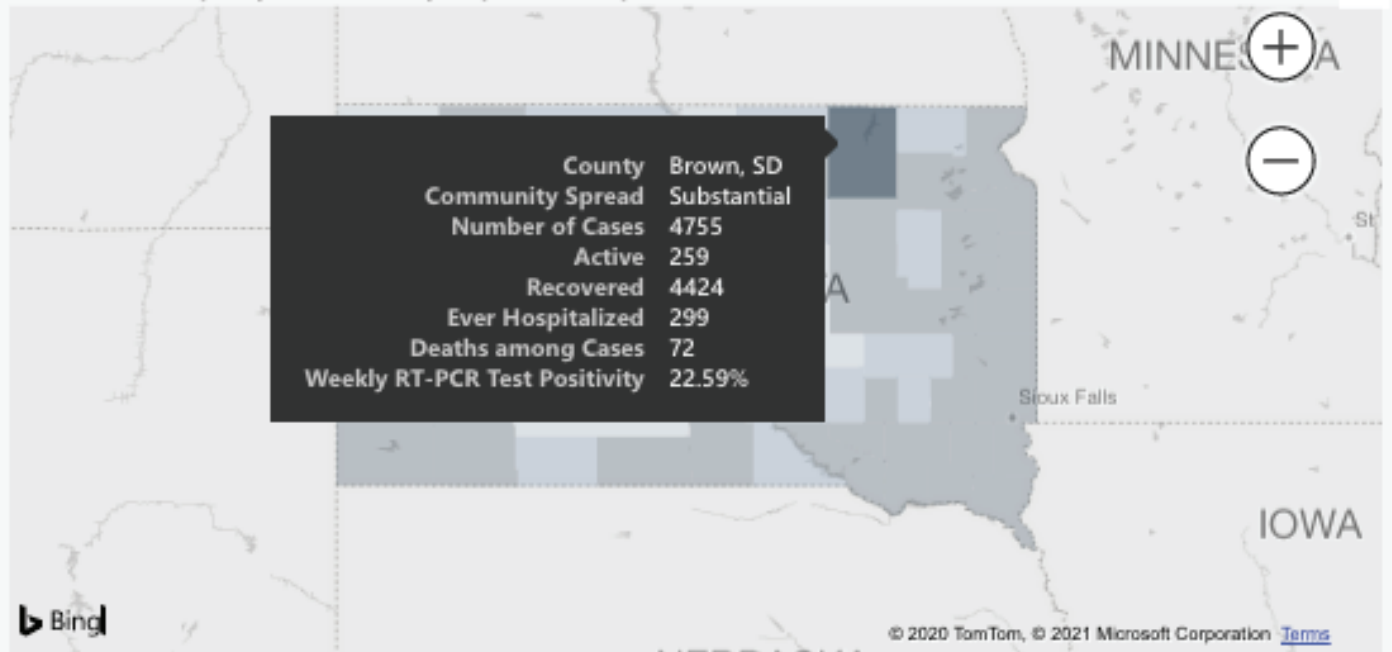 MINNES A
County Brown, SD
Community Spread Substantial
Number of Cases 4755
Active 259
Recovered 4424
Ever Hospitalized 299
Deaths among Cases 72
Weekly RT-PCR Test Positivity 22.59%
St
A
Sioux Falls
IOWA
Bing
© 2020 TomTom, © 2021 Microsoft Corporation Terms